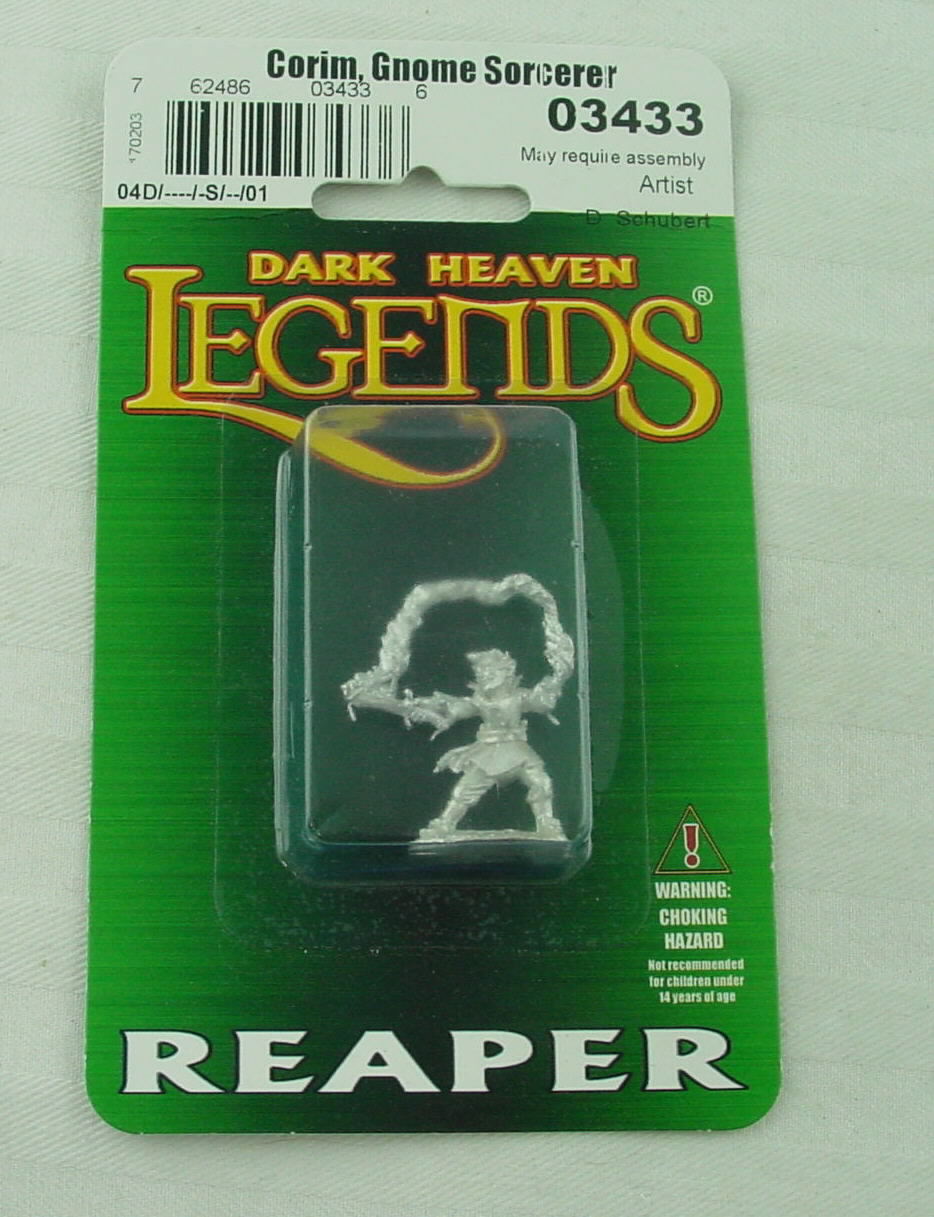 Corim, Gnome Sorcerer
7 62486 03433 6
03433
170203
May require assembly
Artist
04D/----/-S/--/01
D Schubert
DARK HEAVEN
LEGENDS®
WARNING:
CHOKING
HAZARD
Not recommended
for children under
14 years of age
REAPER